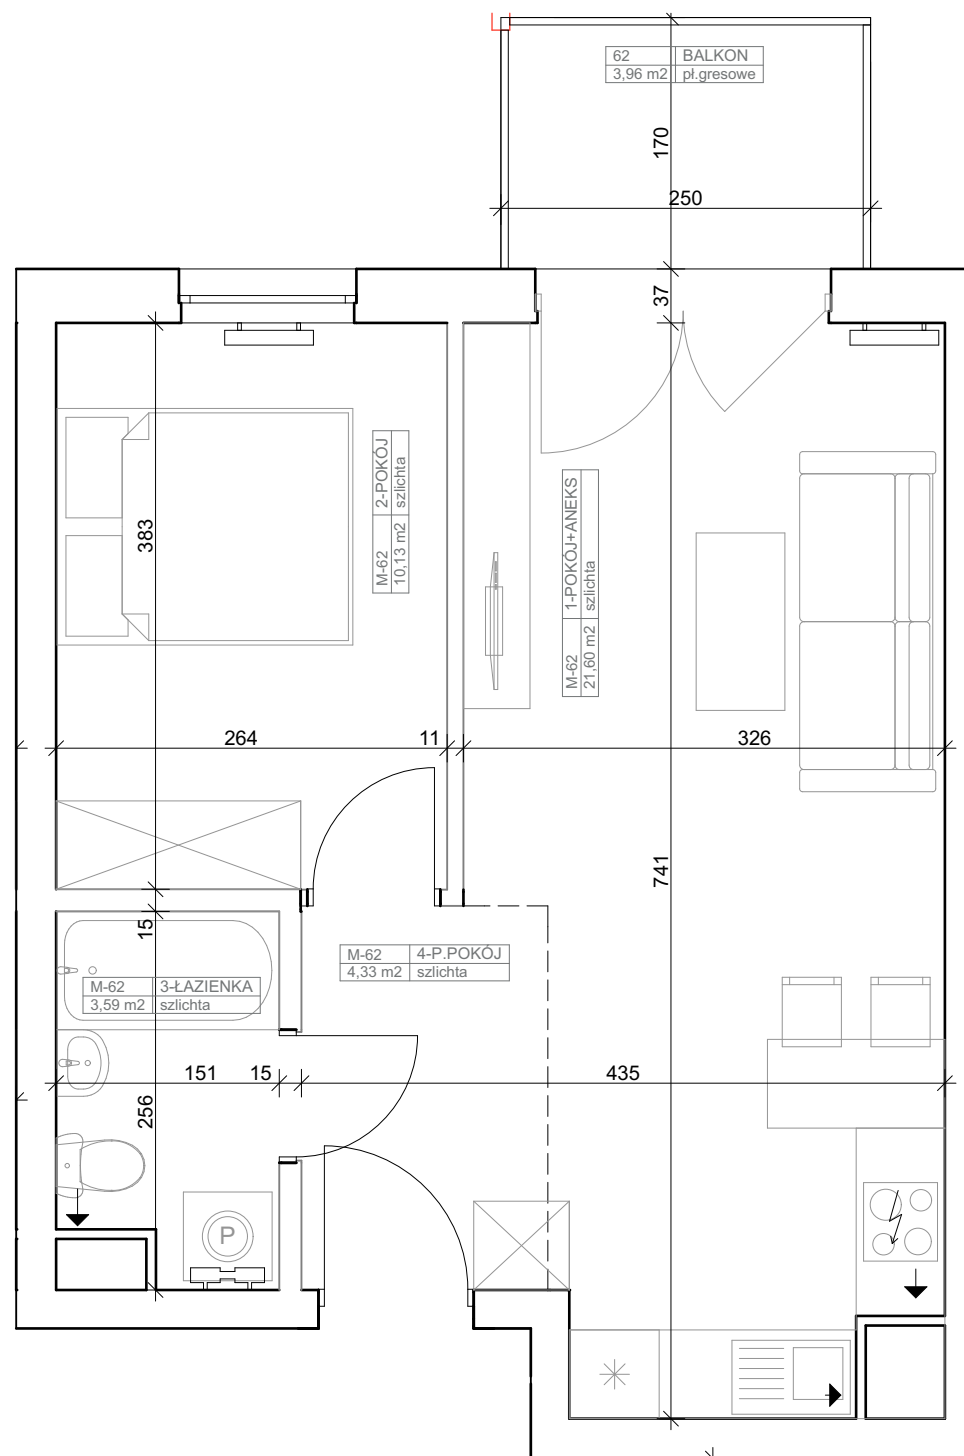 62 BALKON
3,96 m2 pł.gresowe
170
250
37
383
M-62 2-POKÓJ
10,13 m2 szlichta
M-62 1-POKÓJ+ANEKS
21,60 m2 szlichta
264 11 326
741
15
M-62 4-P.POKÓJ
4,33 m2 szlichta
M-62 3-ŁAZIENKA
3,59 m2 szlichta
151 15 435
256
P